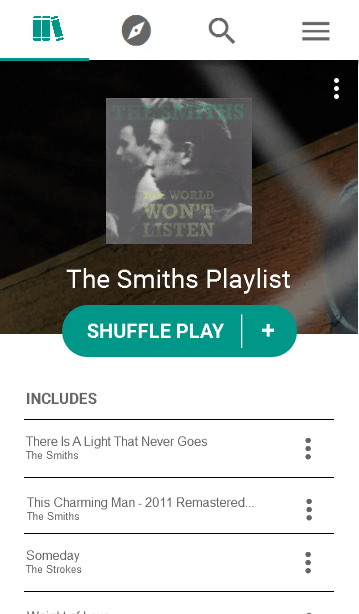 THE SMITHS
THE WORLD
WON'T
LISTEN
The Smiths Playlist
SHUFFLE PLAY +
INCLUDES
There Is A Light That Never Goes
The Smiths
This Charming Man - 2011 Remastered...
The Smiths
Someday
The Strokes